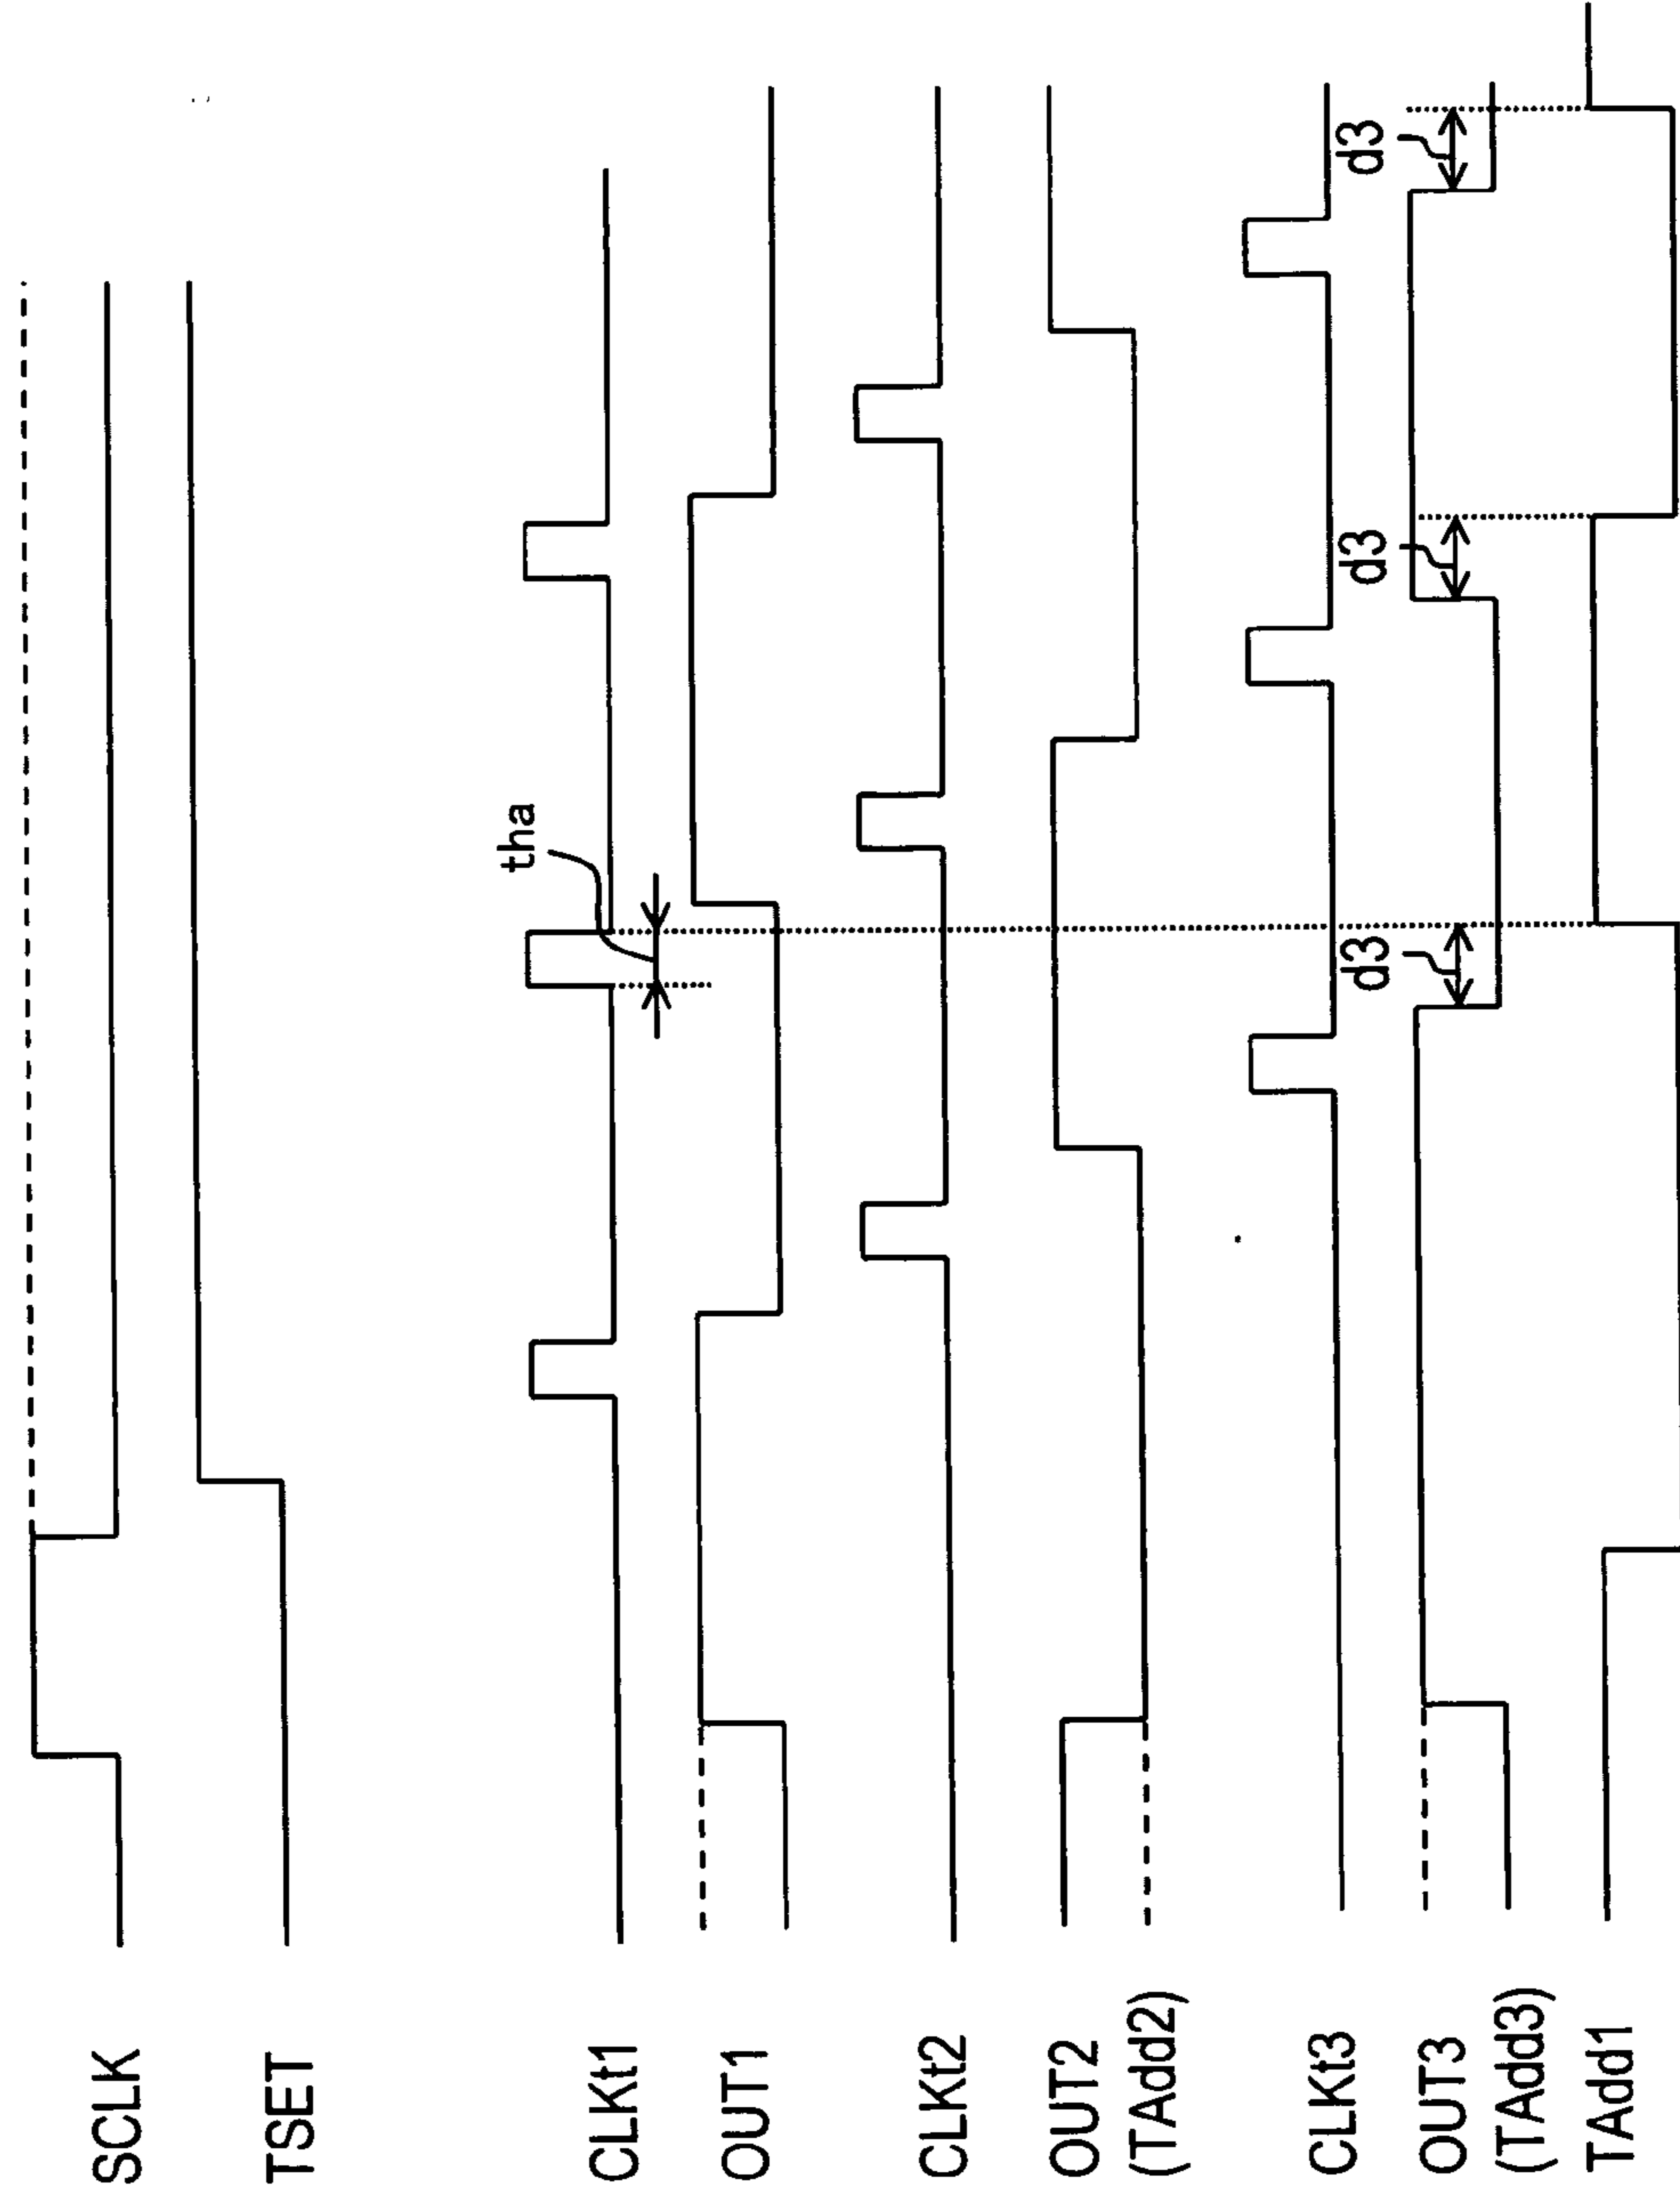 SCLK
TSET
CLKt1
tha
OUT1
CLKt2
OUT2
(TAdd2)
CLKt3
d3
d3
d3
OUT3
(TAdd3)
TAdd1